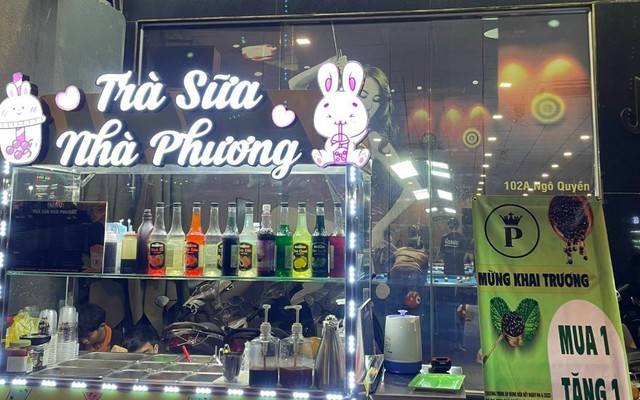 Trà Sữa
Nhà Phương
102A Ngô Quyền
P
MỪNG KHAI TRƯƠNG
MUA 1
TẶNG 1